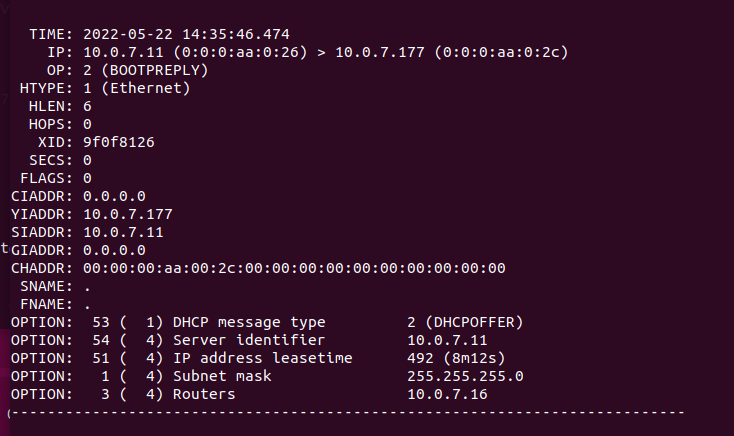 TIME: 2022-05-22 14:35:46.474
IP: 10.0.7.11 (0:0:0:aa:0:26) > 10.0.7.177 (0:0:0:aa:0:2c)
OP: 2 (BOOTPREPLY)
HTYPE: 1 (Ethernet)
HLEN: 6
HOPS: 0
XID: 9f0f8126
SECS: 0
FLAGS: 0
CIADDR: 0.0.0.0
YIADDR: 10.0.7.177
SIADDR: 10.0.7.11
GIADDR: 0.0.0.0
CHADDR: 00:00:00:aa:00:2c:00:00:00:00:00:00:00:00:00:00
SNAME: .
FNAME: .
OPTION:  53 (  1) DHCP message type         2 (DHCPOFFER)
OPTION:  54 (  4) Server identifier         10.0.7.11
OPTION:  51 (  4) IP address leasetime      492 (8m12s)
OPTION:   1 (  4) Subnet mask               255.255.255.0
OPTION:   3 (  4) Routers                   10.0.7.16
---------------------------------------------------------------------------